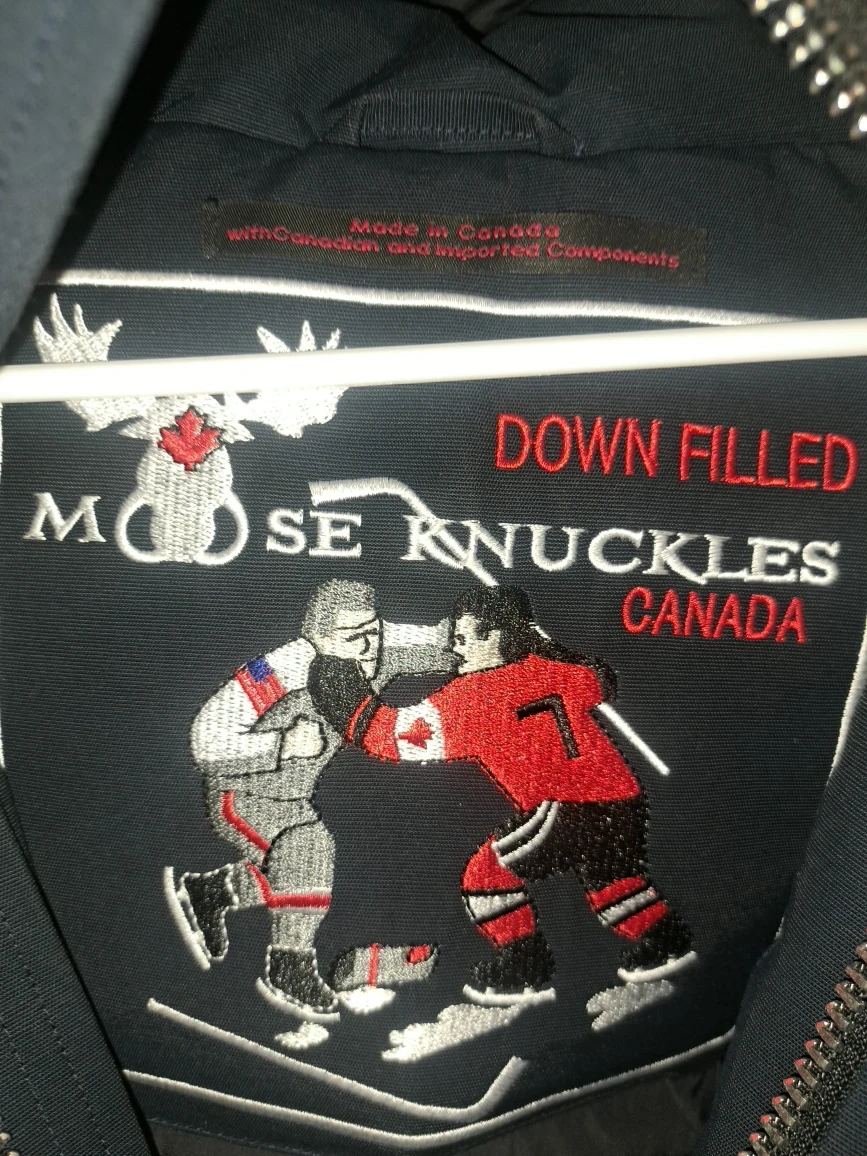 Made in Canada
withCanadian and Imported Components
DOWN FILLED
MOOSE KNUCKLES
CANADA
7